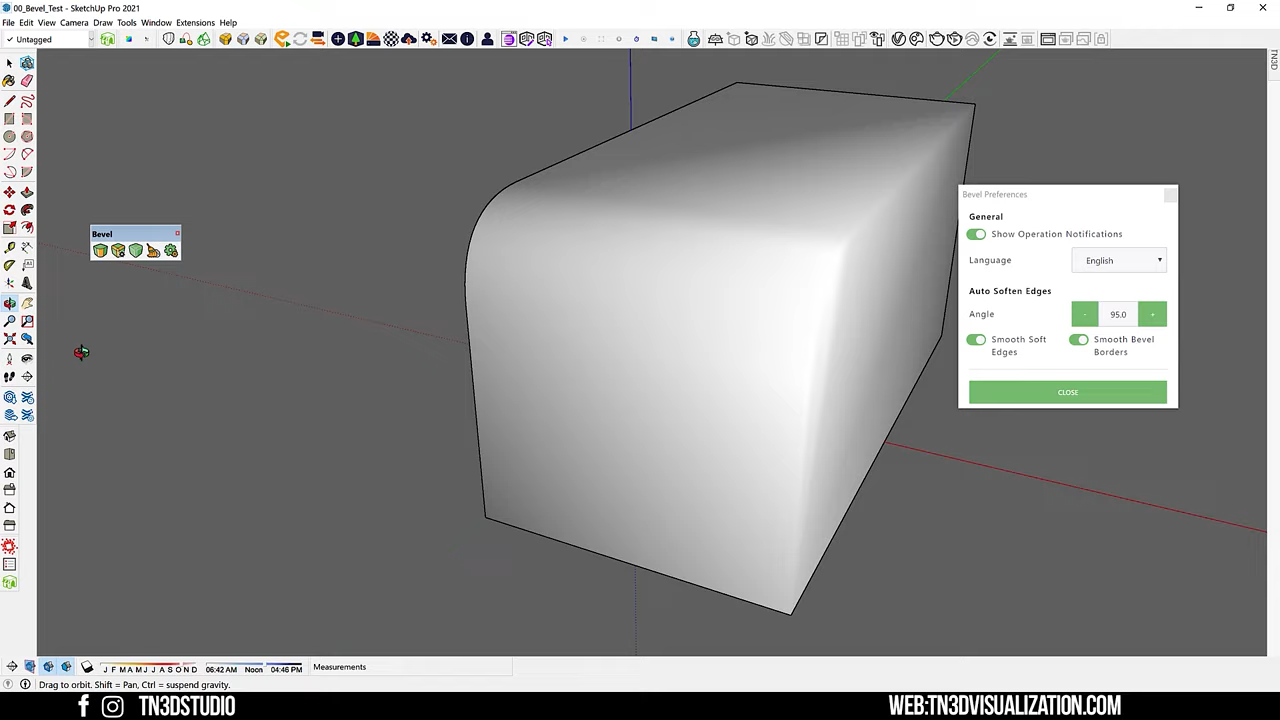 00_Bevel_Test - SketchUp Pro 2021
File Edit View Camera Draw Tools Window Extensions Help
✓ Untagged
TN3D
Bevel
Bevel Preferences
General
Show Operation Notifications
Language English
Auto Soften Edges
Angle - 95.0 +
Smooth Soft Edges
Smooth Bevel Borders
CLOSE
J F M A M J J A S O N D 06:42 AM Noon 04:46 PM Measurements
Drag to orbit. Shift = Pan, Ctrl = suspend gravity.
TN3DSTUDIO
WEB:TN3DVISUALIZATION.COM